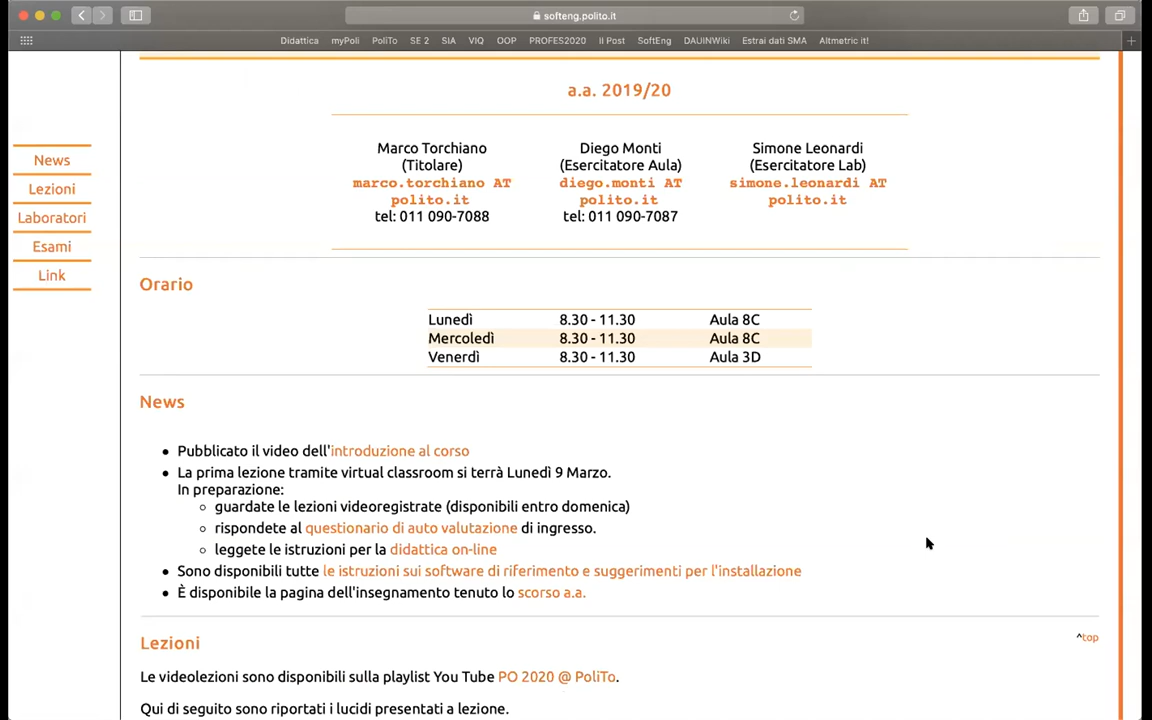 softeng.polito.it
Didattica myPoli PoliTo SE 2 SIA VIQ OOP PROFES2020 Il Post SoftEng DAUINWiki Estrai dati SMA Altmetric it!
a.a. 2019/20
News
Lezioni
Laboratori
Esami
Link
Marco Torchiano
(Titolare)
marco.torchiano AT
polito.it
tel: 011 090-7088
Diego Monti
(Esercitatore Aula)
diego.monti AT
polito.it
tel: 011 090-7087
Simone Leonardi
(Esercitatore Lab)
simone.leonardi AT
polito.it
Orario
Lunedì 8.30 - 11.30 Aula 8C
Mercoledì 8.30 - 11.30 Aula 8C
Venerdì 8.30 - 11.30 Aula 3D
News
Pubblicato il video dell'introduzione al corso
La prima lezione tramite virtual classroom si terrà Lunedì 9 Marzo.
In preparazione:
guardate le lezioni videoregistrate (disponibili entro domenica)
rispondete al questionario di auto valutazione di ingresso.
leggete le istruzioni per la didattica on-line
Sono disponibili tutte le istruzioni sui software di riferimento e suggerimenti per l'installazione
È disponibile la pagina dell'insegnamento tenuto lo scorso a.a.
Lezioni
^top
Le videolezioni sono disponibili sulla playlist You Tube PO 2020 @ PoliTo.
Qui di seguito sono riportati i lucidi presentati a lezione.